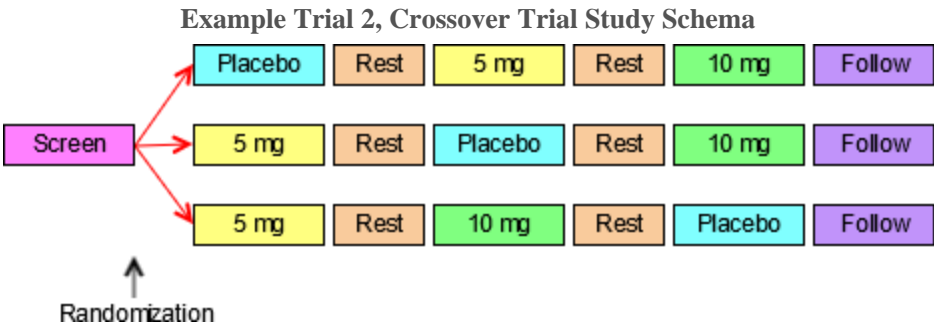 Example Trial 2, Crossover Trial Study Schema
Placebo Rest 5 mg Rest 10 mg Follow
Screen 5 mg Rest Placebo Rest 10 mg Follow
5 mg Rest 10 mg Rest Placebo Follow
Randomization